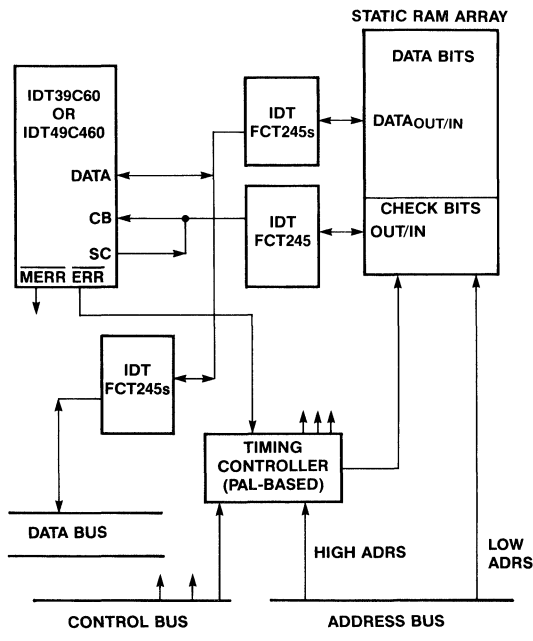 STATIC RAM ARRAY
DATA BITS
IDT39C60
OR
IDT49C460
IDT
FCT245s
DATAOUT/IN
DATA
CHECK BITS
CB
IDT
FCT245
OUT/IN
SC
MERR ERR
IDT
FCT245s
TIMING
CONTROLLER
(PAL-BASED)
DATA BUS
HIGH ADRS
LOW
ADRS
CONTROL BUS
ADDRESS BUS